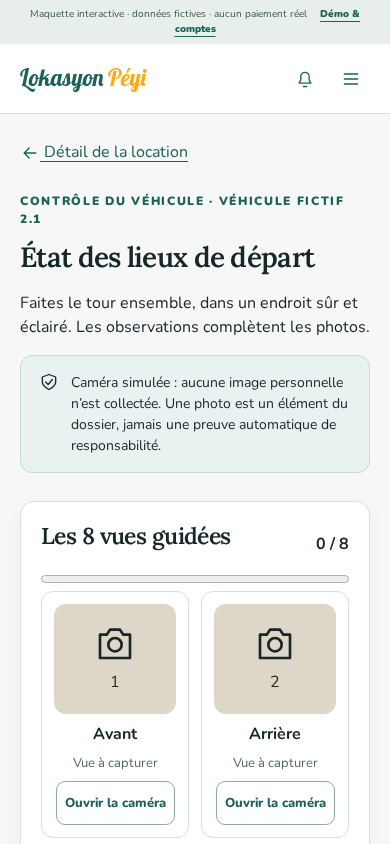 Maquette interactive · données fictives · aucun paiement réel Démo &
comptes
Lokasyon Péyi
← Détail de la location
CONTRÔLE DU VÉHICULE · VÉHICULE FICTIF
2.1
État des lieux de départ
Faites le tour ensemble, dans un endroit sûr et
éclairé. Les observations complètent les photos.
Caméra simulée : aucune image personnelle
n’est collectée. Une photo est un élément du
dossier, jamais une preuve automatique de
responsabilité.
Les 8 vues guidées
0 / 8
1
2
Avant
Arrière
Vue à capturer
Vue à capturer
Ouvrir la caméra
Ouvrir la caméra